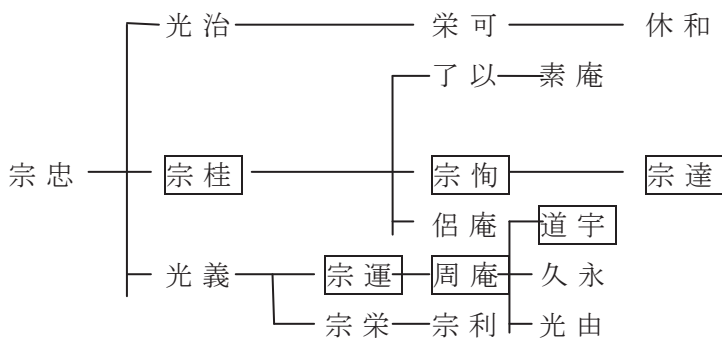 光治 栄可 休和
了以 素庵
宗忠 宗桂 宗恂 宗達
侶庵 道宇
光義 宗運 周庵 久永
宗栄 宗利 光由